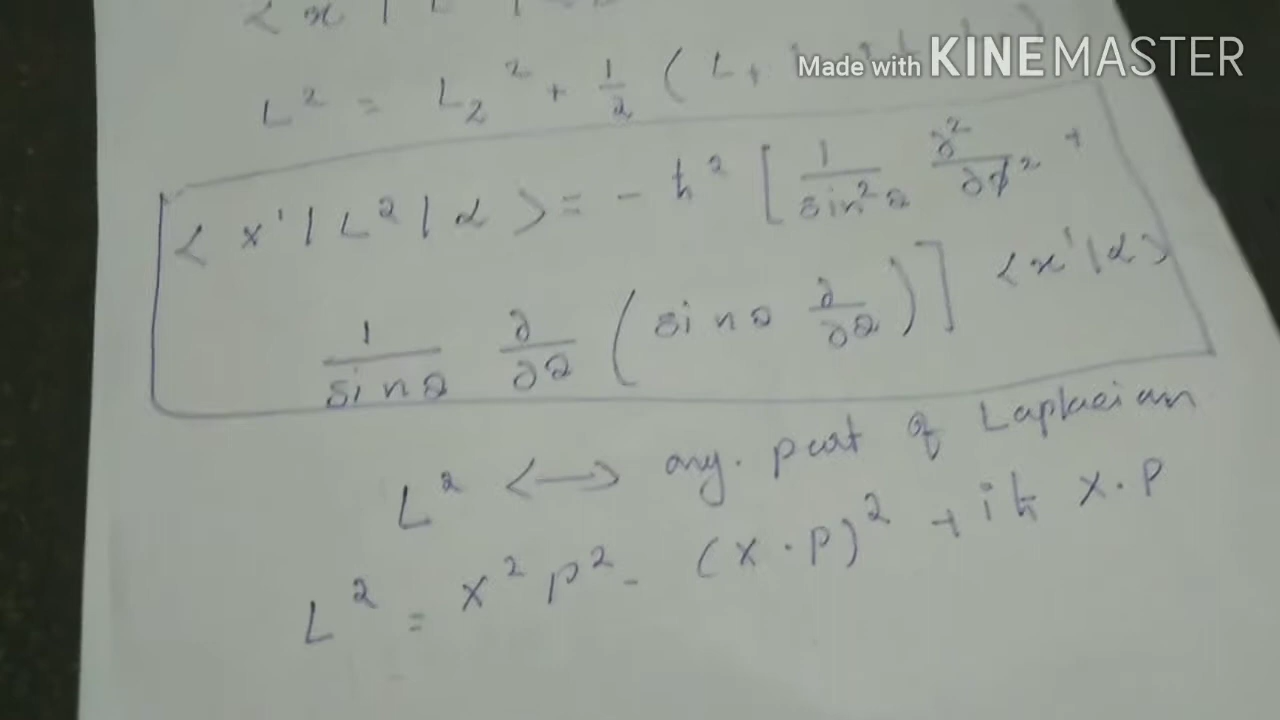 ⟨ x |
L² = L_z² + 1/2 ( L₊
Made with KINEMASTER
⟨ x' | L² | α ⟩ = - ħ² [ 1/sin²θ ∂²/∂ϕ² +
1/sinθ ∂/∂θ ( sinθ ∂/∂θ ) ] ⟨ x' | α ⟩
L² ⟷ ang. part of Laplacian
L² = x² p² - (x · p)² + iħ x · p